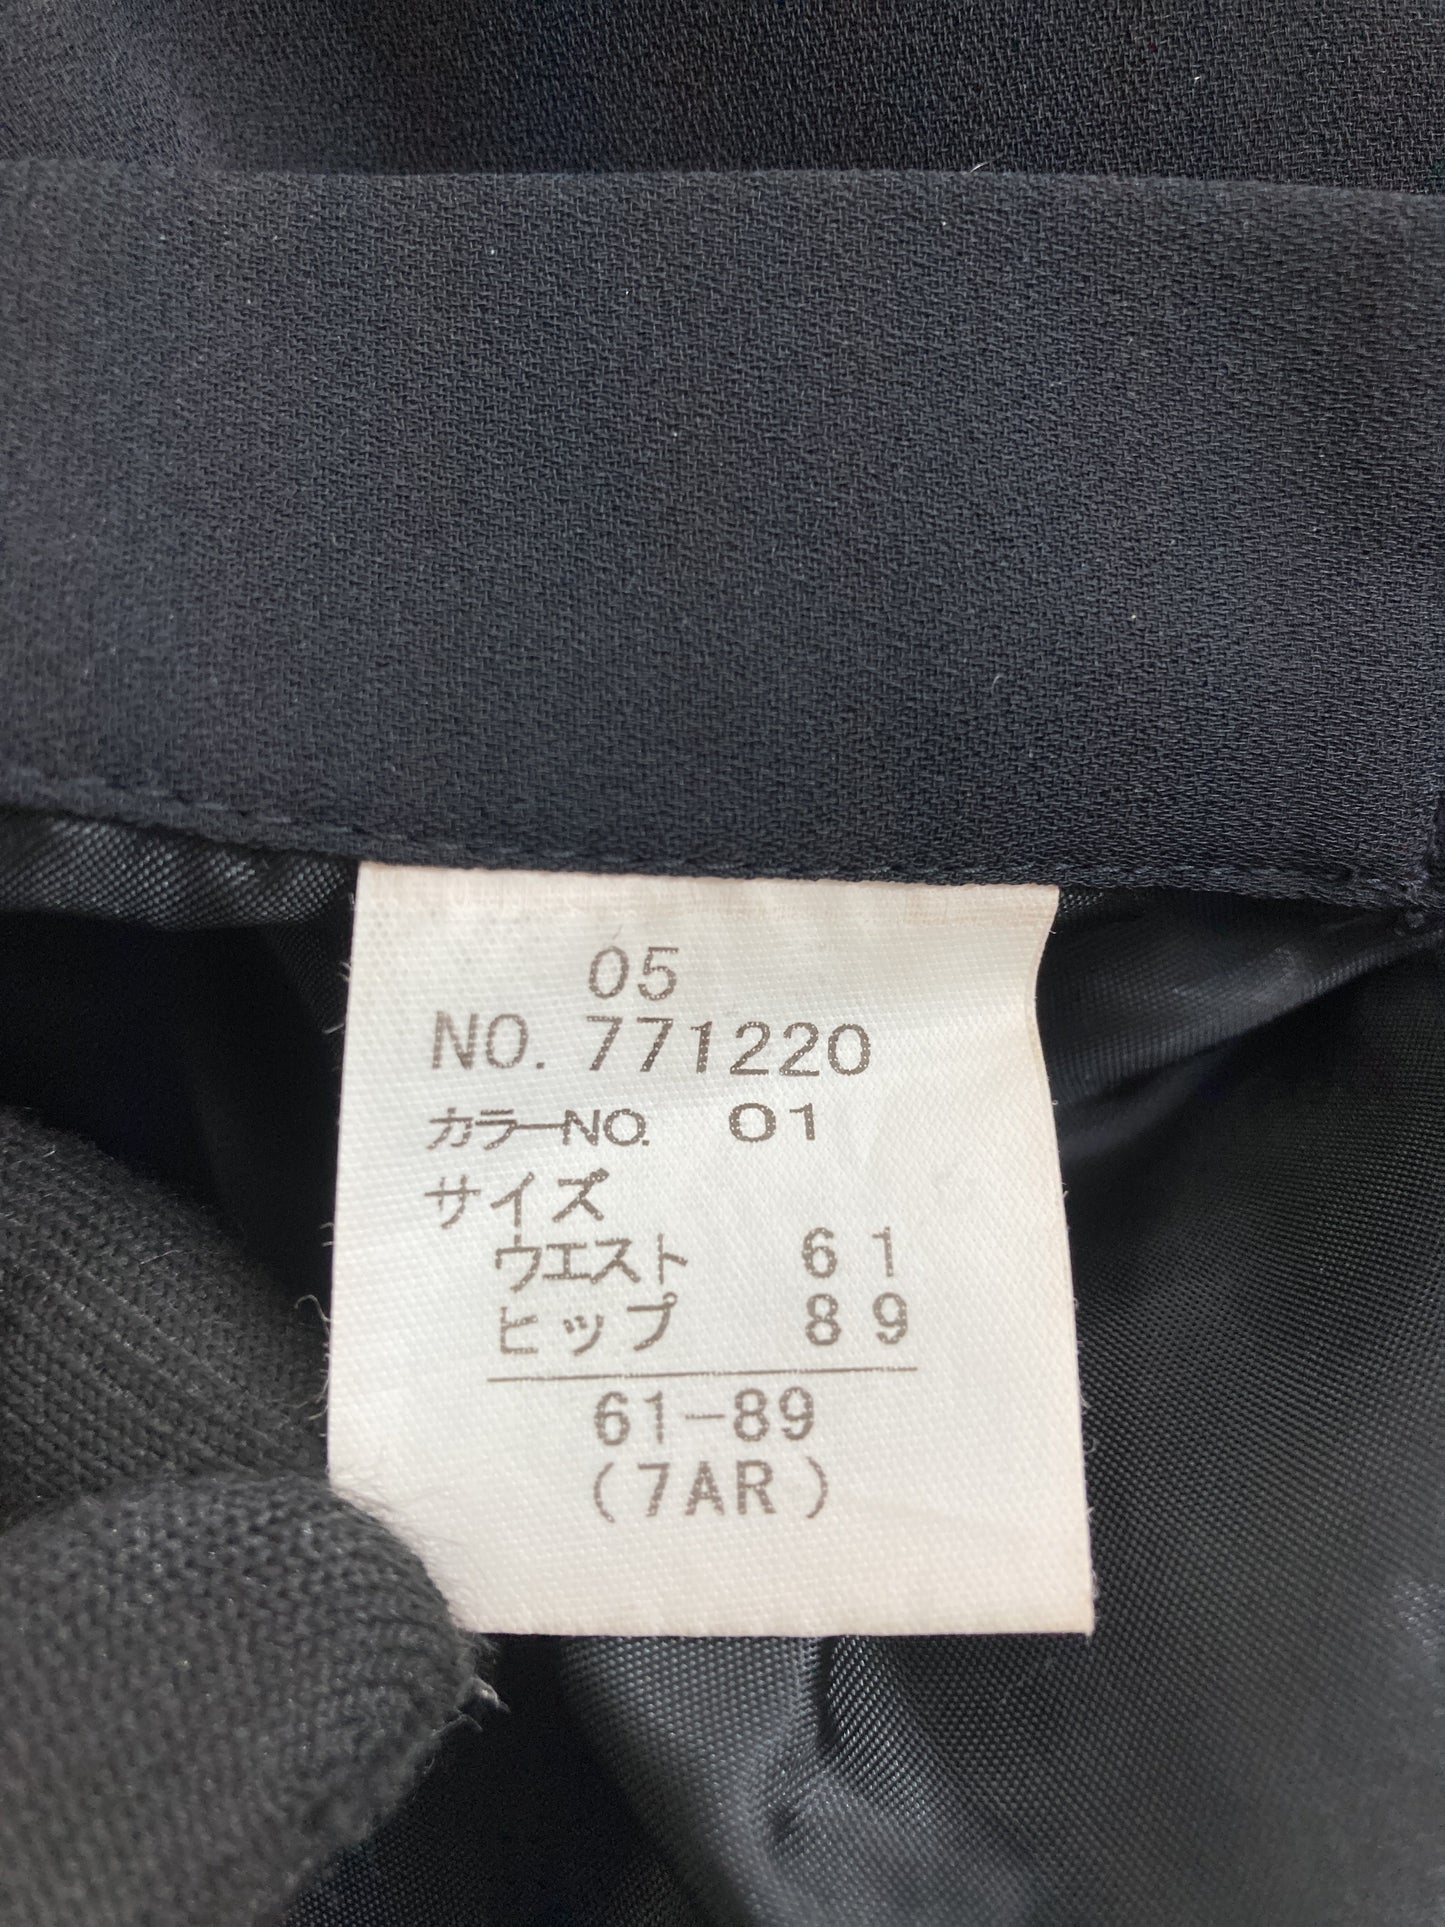 05
NO. 771220
カラーNO. 01
サイズ
ウエスト 61
ヒップ 89
61-89
(7AR)